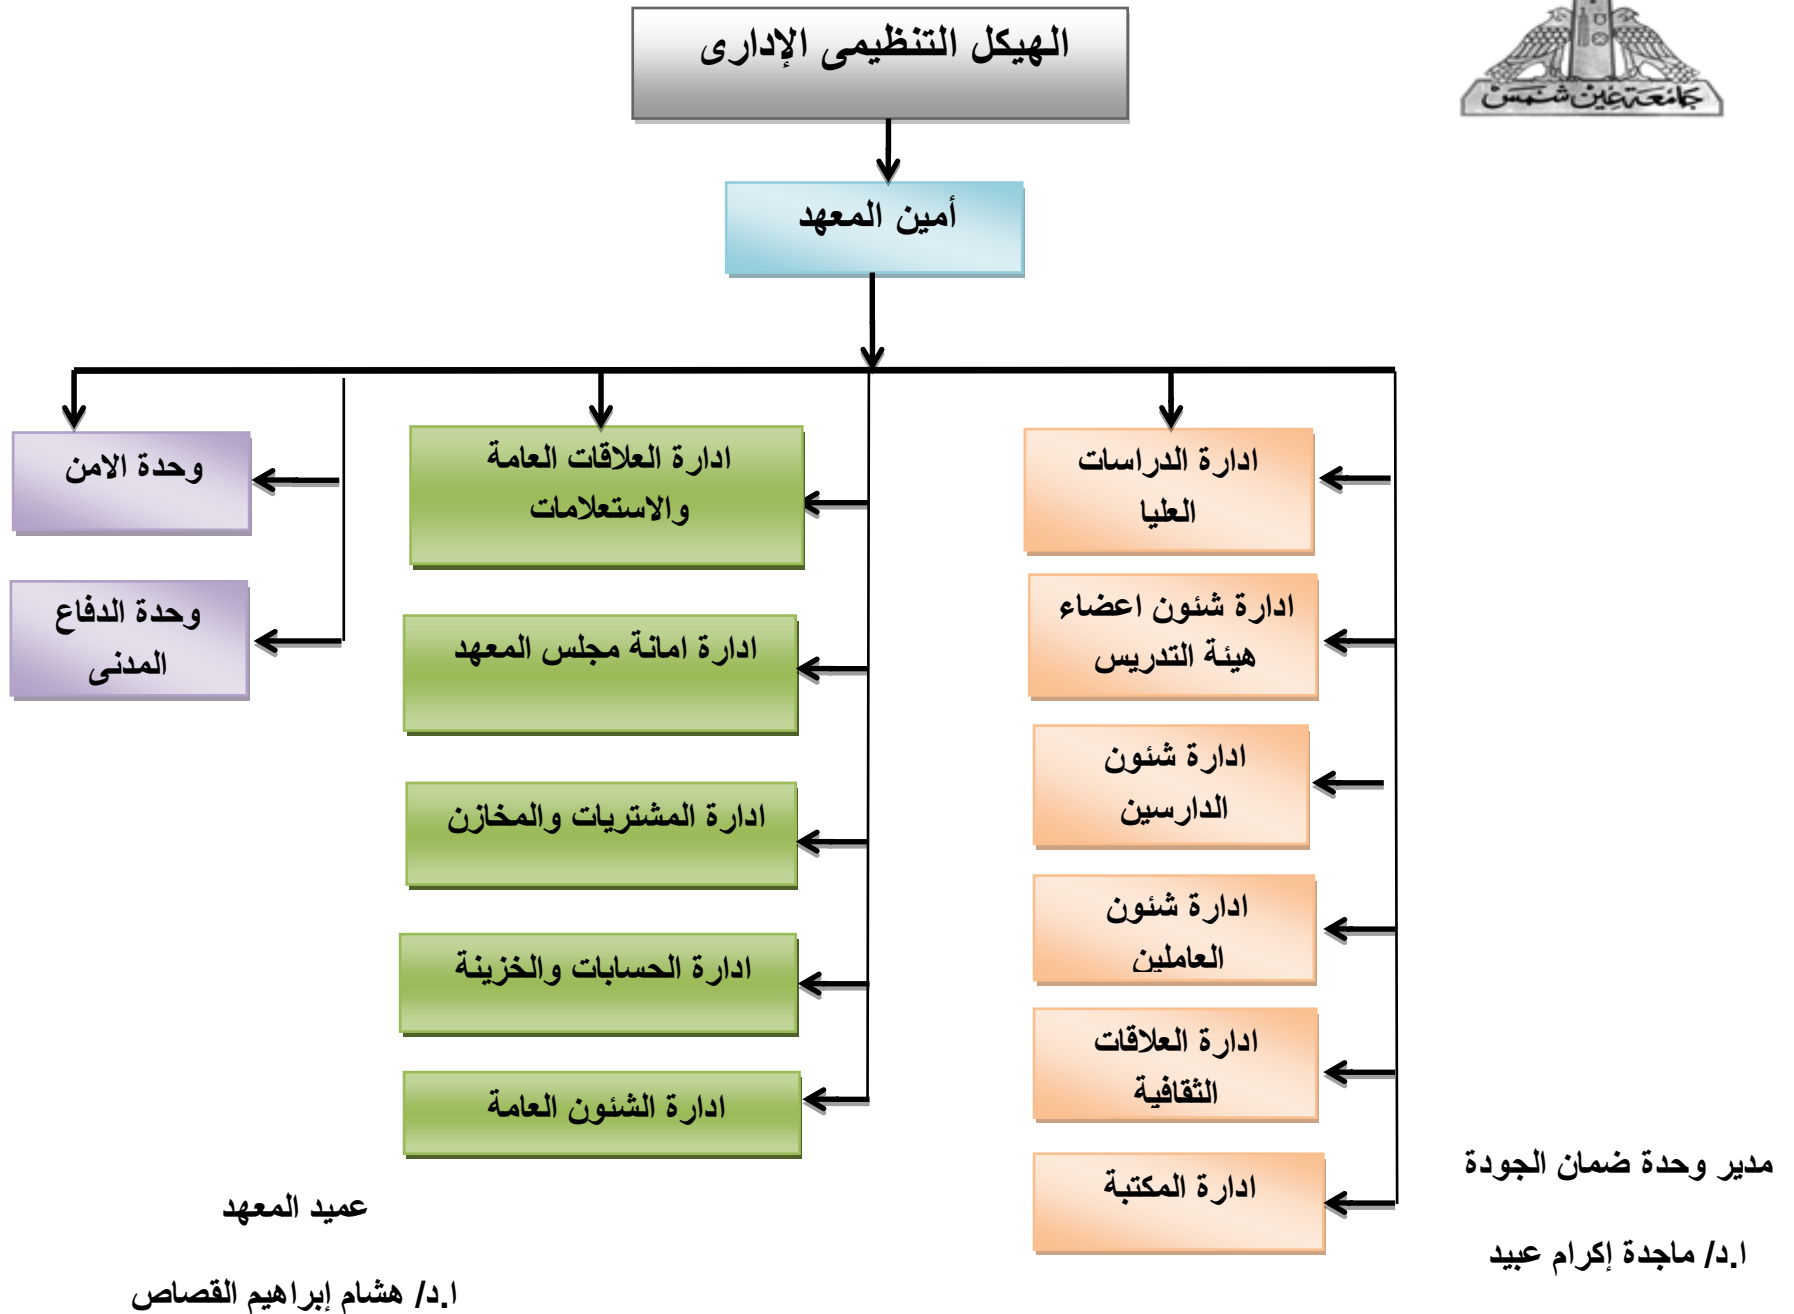 الهيكل التنظيمى الإدارى
جامعة عين شمس
أمين المعهد
ادارة الدراسات
العليا
ادارة شئون اعضاء
هيئة التدريس
ادارة شئون
الدارسين
ادارة شئون
العاملين
ادارة العلاقات
الثقافية
ادارة المكتبة
ادارة العلاقات العامة
والاستعلامات
ادارة امانة مجلس المعهد
ادارة المشتريات والمخازن
ادارة الحسابات والخزينة
ادارة الشئون العامة
وحدة الامن
وحدة الدفاع
المدنى
مدير وحدة ضمان الجودة
ا.د/ ماجدة إكرام عبيد
عميد المعهد
ا.د/ هشام إبراهيم القصاص